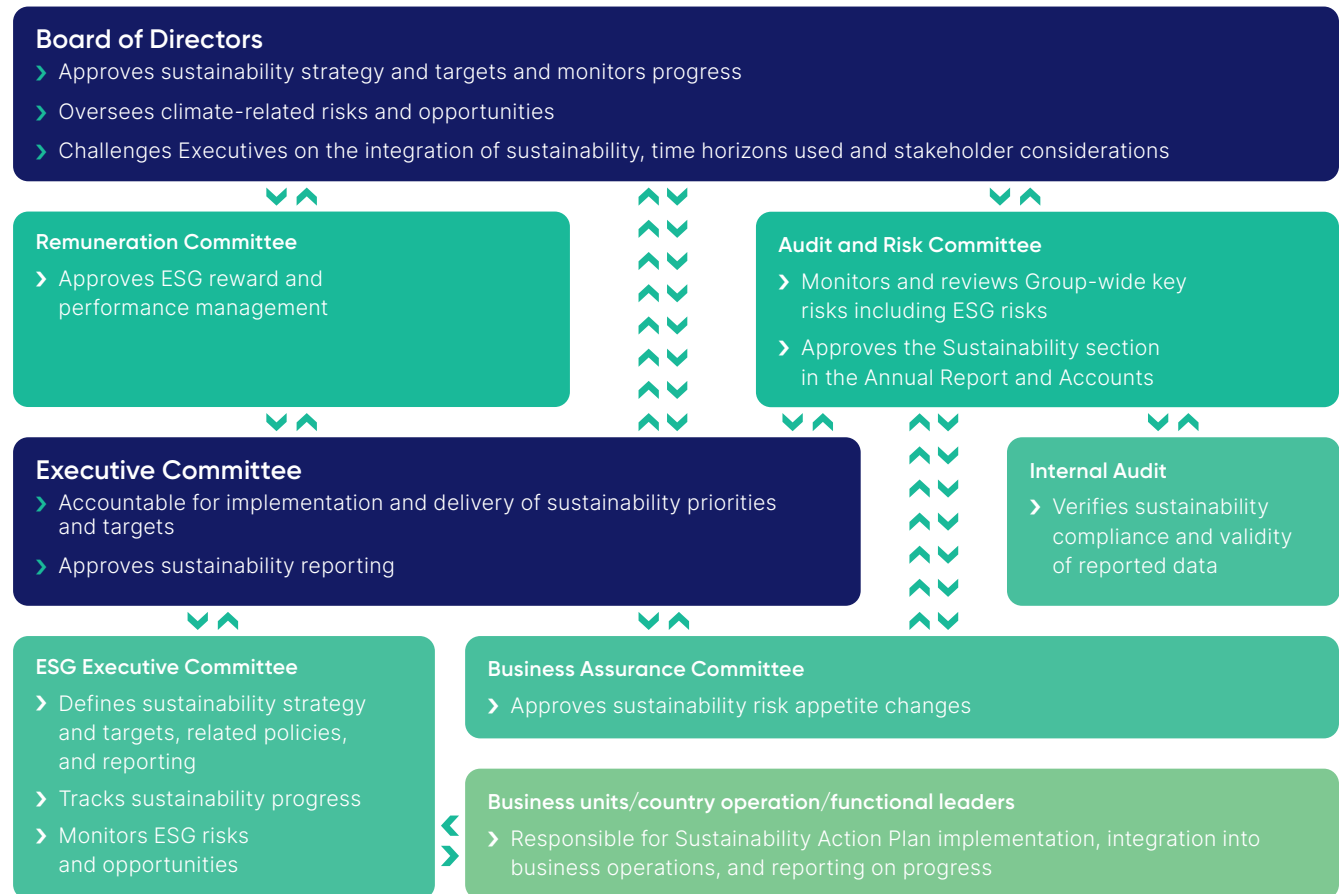 Board of Directors
Approves sustainability strategy and targets and monitors progress
Oversees climate-related risks and opportunities
Challenges Executives on the integration of sustainability, time horizons used and stakeholder considerations
Remuneration Committee
Approves ESG reward and
performance management
Audit and Risk Committee
Monitors and reviews Group-wide key
risks including ESG risks
Approves the Sustainability section
in the Annual Report and Accounts
Executive Committee
Accountable for implementation and delivery of sustainability priorities
and targets
Approves sustainability reporting
Internal Audit
Verifies sustainability
compliance and validity
of reported data
ESG Executive Committee
Defines sustainability strategy
and targets, related policies,
and reporting
Tracks sustainability progress
Monitors ESG risks
and opportunities
Business Assurance Committee
Approves sustainability risk appetite changes
Business units/country operation/functional leaders
Responsible for Sustainability Action Plan implementation, integration into
business operations, and reporting on progress